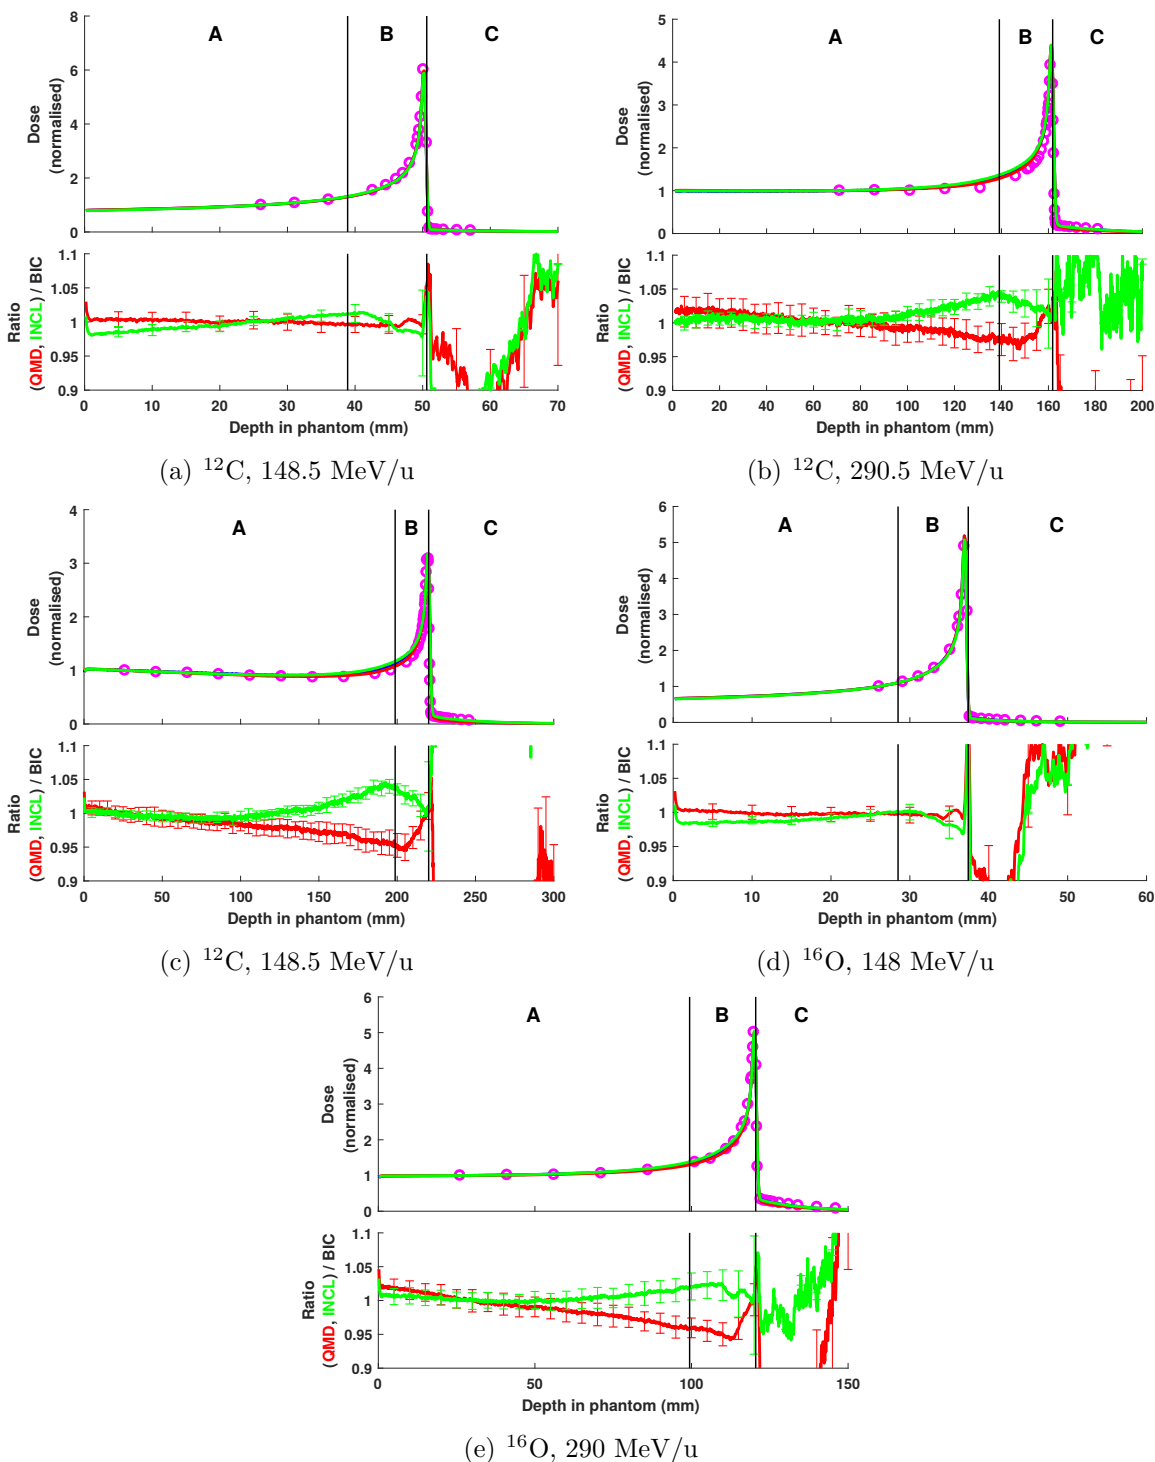 A B C
Dose
(normalised)
8
6
4
2
0
Ratio
(QMD, INCL) / BIC
1.1
1.05
1
0.95
0.9
0 10 20 30 40 50 60 70
Depth in phantom (mm)
(a) ¹²C, 148.5 MeV/u
A B C
Dose
(normalised)
5
4
3
2
1
0
Ratio
(QMD, INCL) / BIC
1.1
1.05
1
0.95
0.9
0 20 40 60 80 100 120 140 160 180 200
Depth in phantom (mm)
(b) ¹²C, 290.5 MeV/u
A B C
Dose
(normalised)
4
3
2
1
0
Ratio
(QMD, INCL) / BIC
1.1
1.05
1
0.95
0.9
0 50 100 150 200 250 300
Depth in phantom (mm)
(c) ¹²C, 148.5 MeV/u
A B C
Dose
(normalised)
6
5
4
3
2
1
0
Ratio
(QMD, INCL) / BIC
1.1
1.05
1
0.95
0.9
0 10 20 30 40 50 60
Depth in phantom (mm)
(d) ¹⁶O, 148 MeV/u
A B C
Dose
(normalised)
6
5
4
3
2
1
0
Ratio
(QMD, INCL) / BIC
1.1
1.05
1
0.95
0.9
0 50 100 150
Depth in phantom (mm)
(e) ¹⁶O, 290 MeV/u